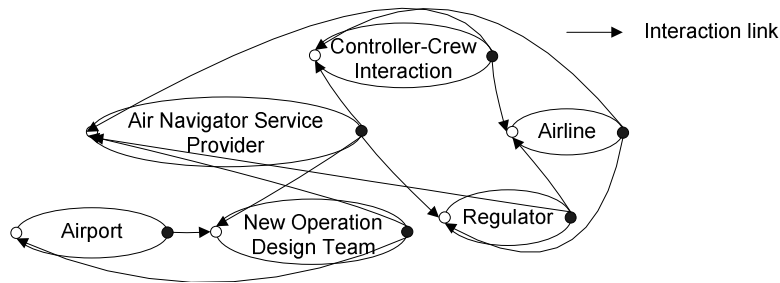 Controller-Crew
Interaction
Interaction link
Air Navigator Service
Provider
Airline
Airport
New Operation
Design Team
Regulator